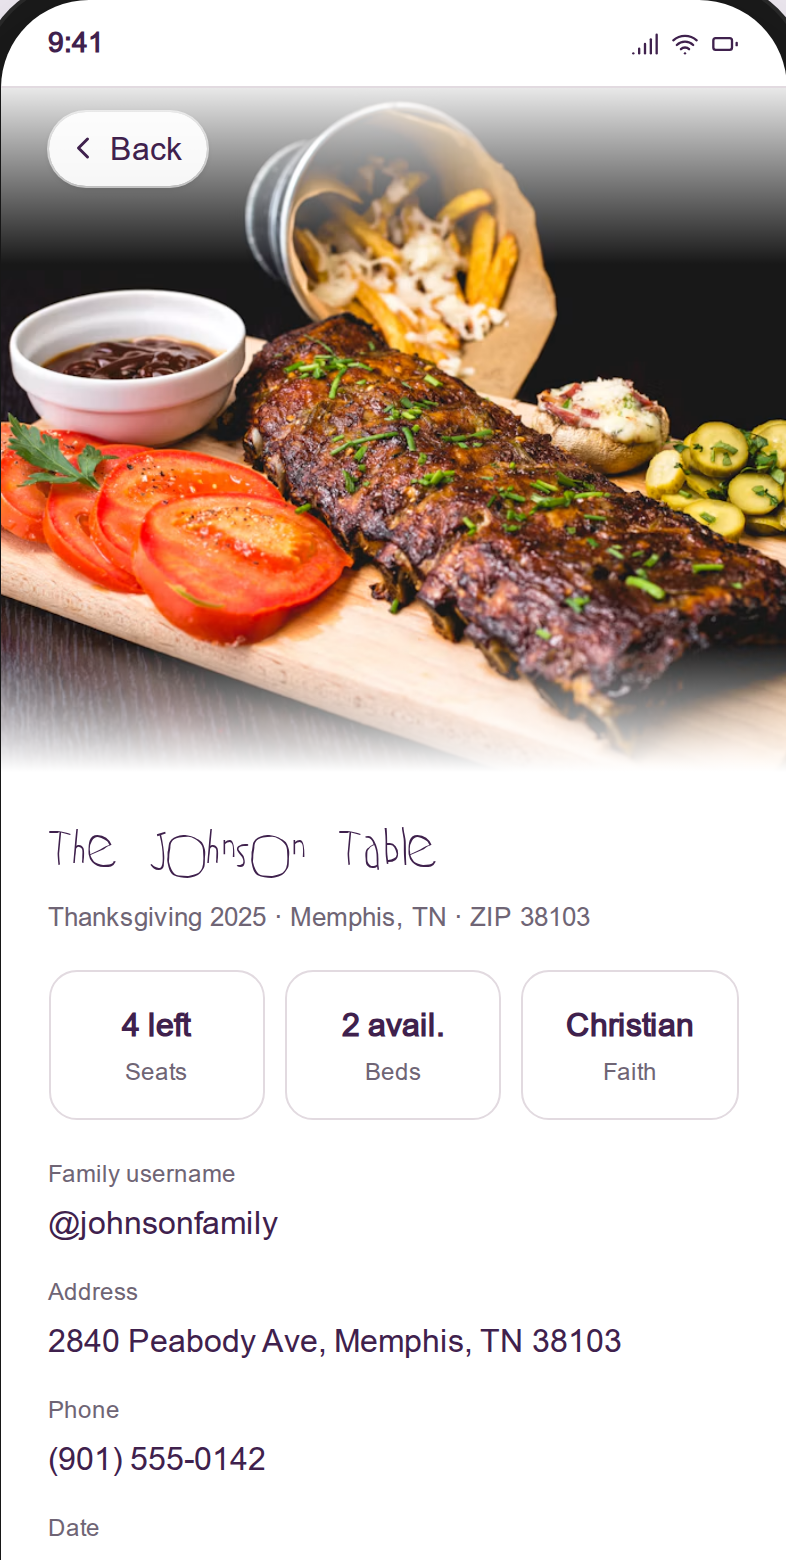 9:41
Back
The Johnson Table
Thanksgiving 2025 · Memphis, TN · ZIP 38103
4 left
Seats
2 avail.
Beds
Christian
Faith
Family username
@johnsonfamily
Address
2840 Peabody Ave, Memphis, TN 38103
Phone
(901) 555-0142
Date